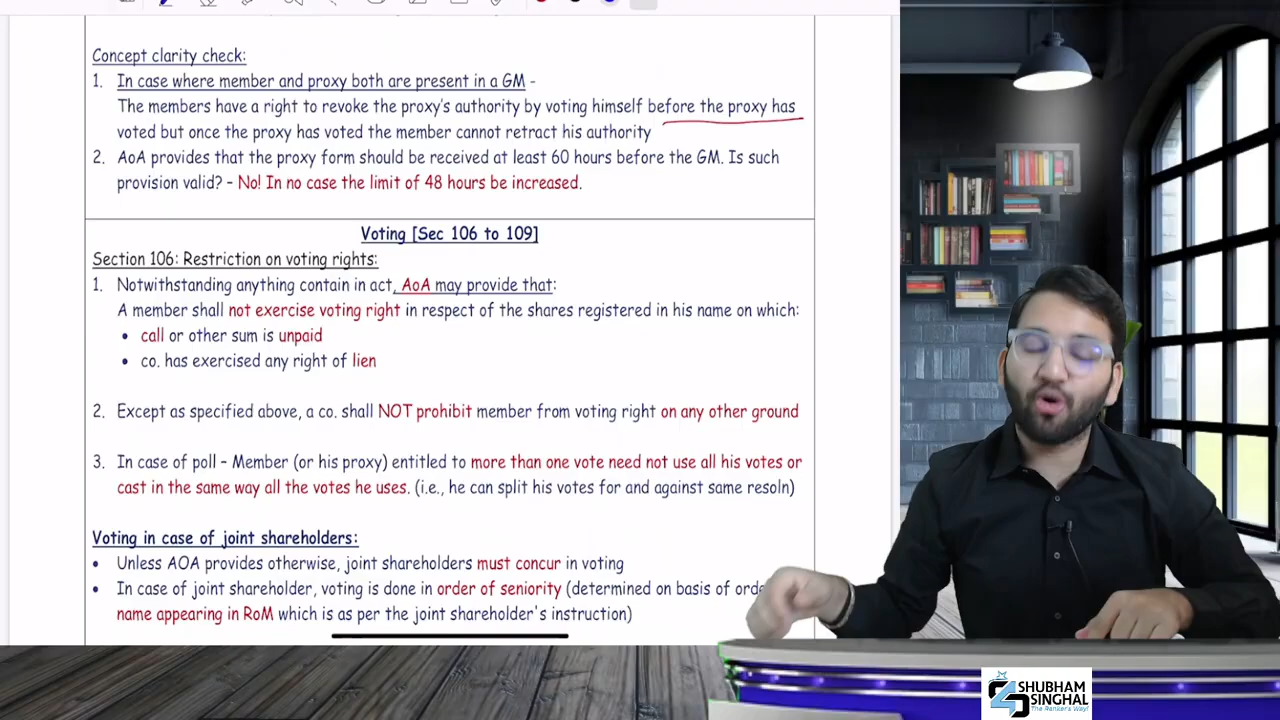 Concept clarity check:
1. In case where member and proxy both are present in a GM -
The members have a right to revoke the proxy's authority by voting himself before the proxy has
voted but once the proxy has voted the member cannot retract his authority
2. AoA provides that the proxy form should be received at least 60 hours before the GM. Is such
provision valid? – No! In no case the limit of 48 hours be increased.
Voting [Sec 106 to 109]
Section 106: Restriction on voting rights:
1. Notwithstanding anything contain in act, AoA may provide that:
A member shall not exercise voting right in respect of the shares registered in his name on which:
• call or other sum is unpaid
• co. has exercised any right of lien
2. Except as specified above, a co. shall NOT prohibit member from voting right on any other ground
3. In case of poll – Member (or his proxy) entitled to more than one vote need not use all his votes or
cast in the same way all the votes he uses. (i.e., he can split his votes for and against same resoln)
Voting in case of joint shareholders:
• Unless AOA provides otherwise, joint shareholders must concur in voting
• In case of joint shareholder, voting is done in order of seniority (determined on basis of
name appearing in RoM which is as per the joint shareholder's instruction)
SHUBHAM
SINGHAL
The Ranker's Way!